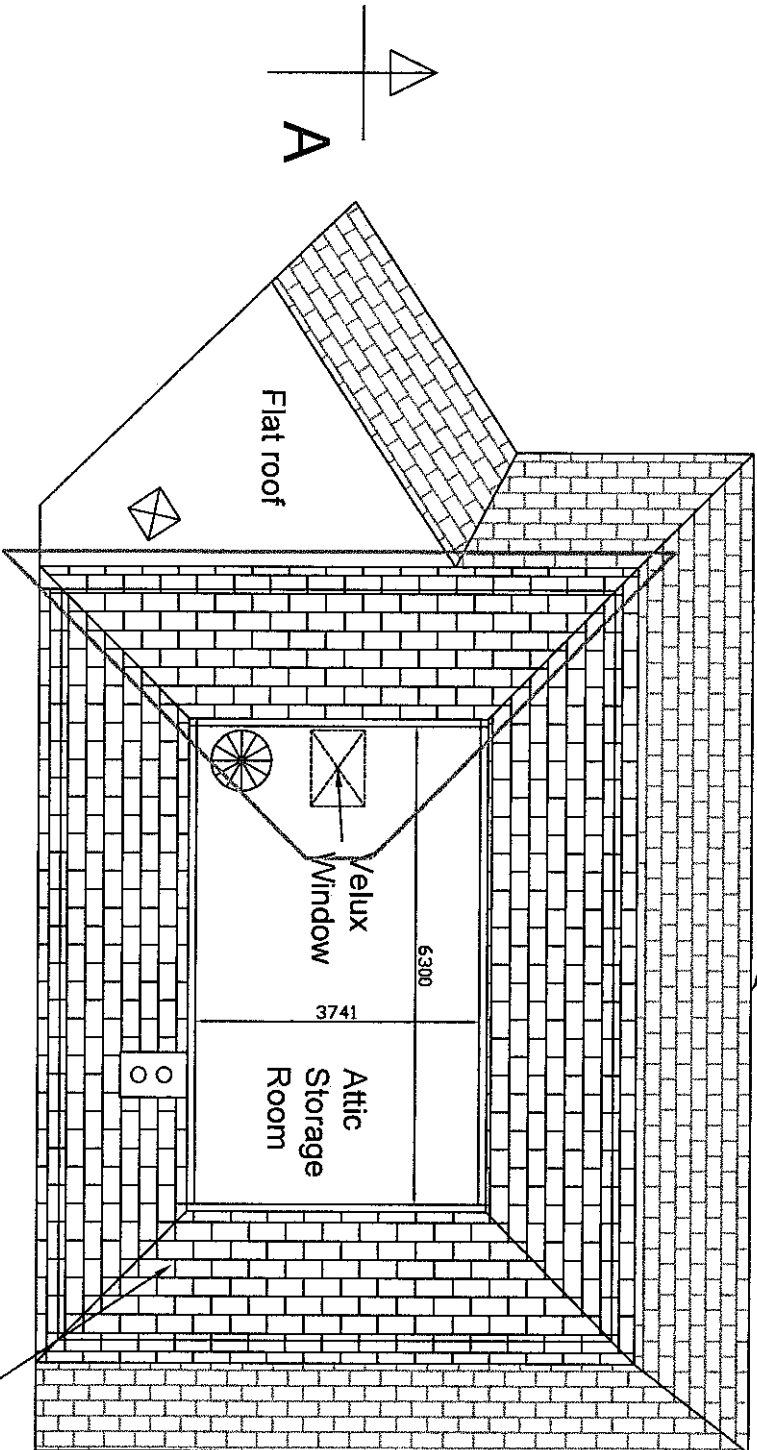 A
Flat roof
Velux
Window
6300
3741
Attic
Storage
Room